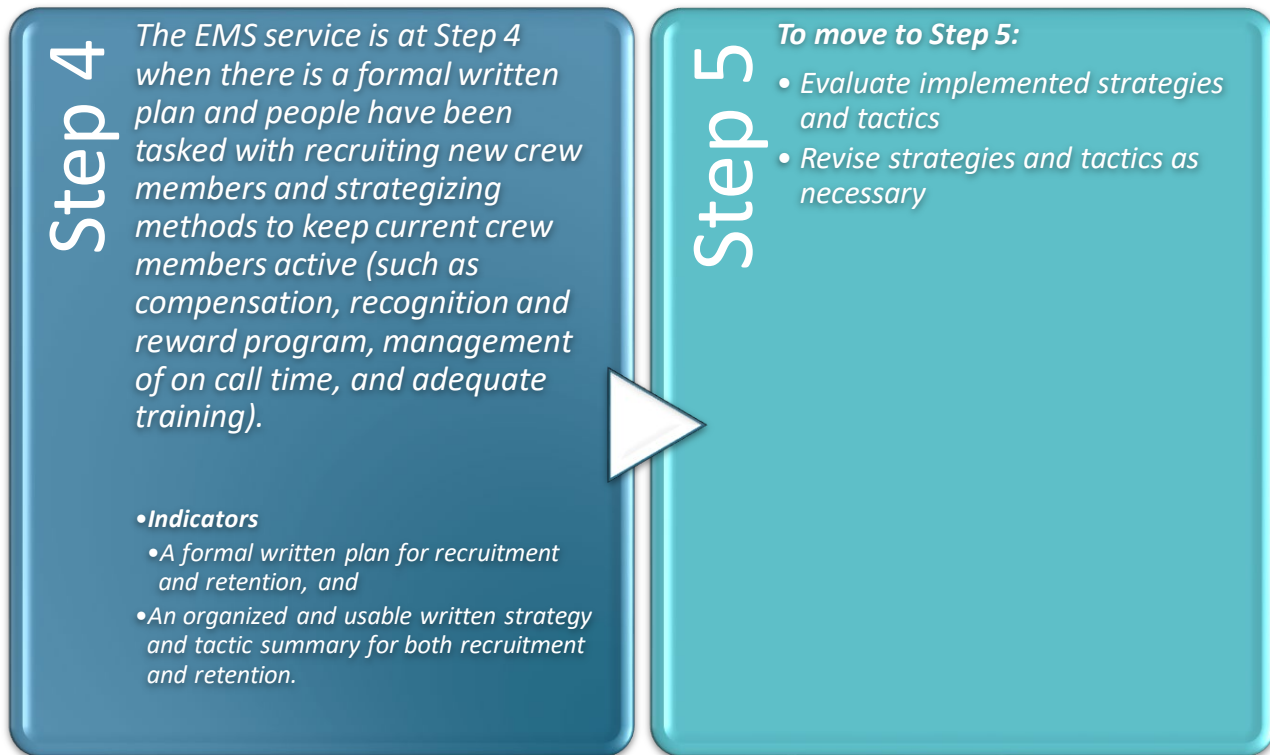 Step 4
The EMS service is at Step 4
when there is a formal written
plan and people have been
tasked with recruiting new crew
members and strategizing
methods to keep current crew
members active (such as
compensation, recognition and
reward program, management
of on call time, and adequate
training).
•Indicators
•A formal written plan for recruitment
and retention, and
•An organized and usable written strategy
and tactic summary for both recruitment
and retention.
Step 5
To move to Step 5:
• Evaluate implemented strategies
and tactics
• Revise strategies and tactics as
necessary